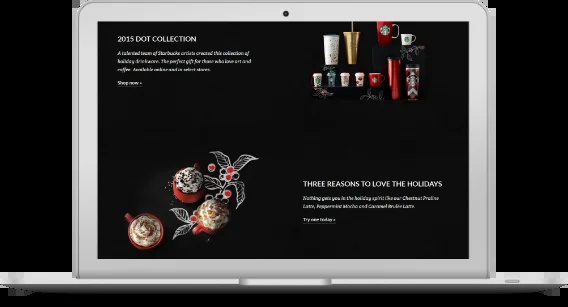 2015 DOT COLLECTION
A talented team of Starbucks artists created this collection of
holiday drinkware. The perfect gift for those who love art and
coffee. Available online and in select stores.
Shop now »
THREE REASONS TO LOVE THE HOLIDAYS
Nothing gets you in the holiday spirit like our Chestnut Praline
Latte, Peppermint Mocha and Caramel Brulée Latte.
Try one today »